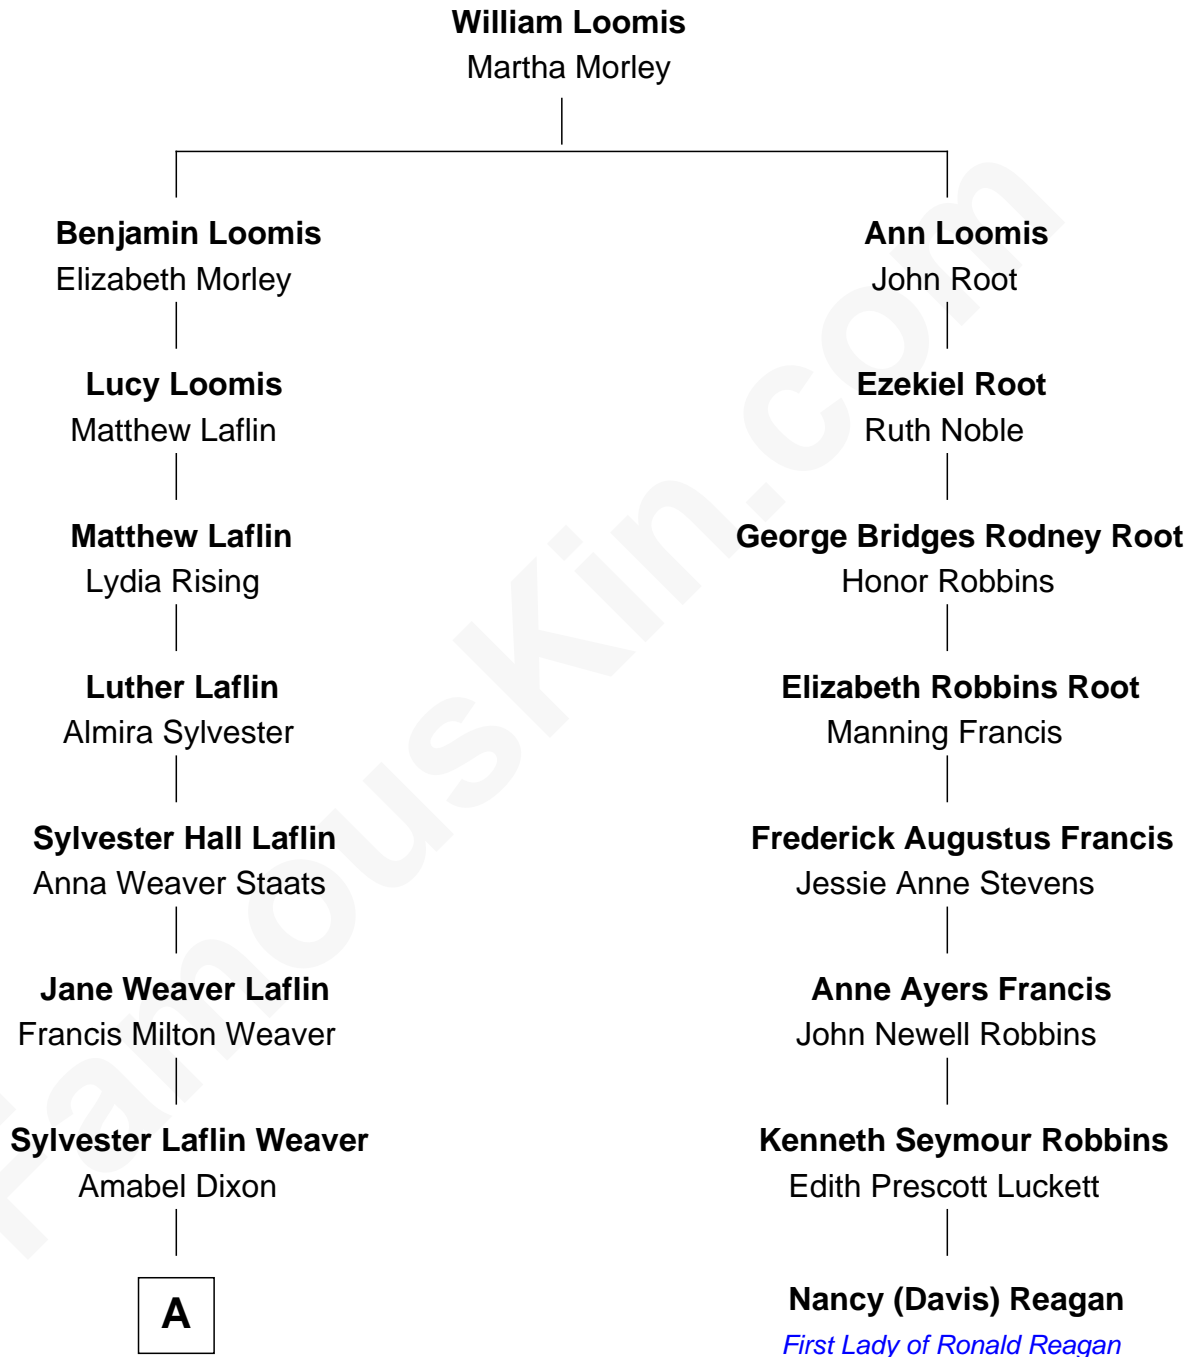 William Loomis
Martha Morley
Benjamin Loomis
Elizabeth Morley
Ann Loomis
John Root
Lucy Loomis
Matthew Laflin
Ezekiel Root
Ruth Noble
Matthew Laflin
Lydia Rising
George Bridges Rodney Root
Honor Robbins
Luther Laflin
Almira Sylvester
Elizabeth Robbins Root
Manning Francis
Sylvester Hall Laflin
Anna Weaver Staats
Frederick Augustus Francis
Jessie Anne Stevens
Jane Weaver Laflin
Francis Milton Weaver
Anne Ayers Francis
John Newell Robbins
Sylvester Laflin Weaver
Amabel Dixon
Kenneth Seymour Robbins
Edith Prescott Luckett
A
Nancy (Davis) Reagan
First Lady of Ronald Reagan
FamousKin.com